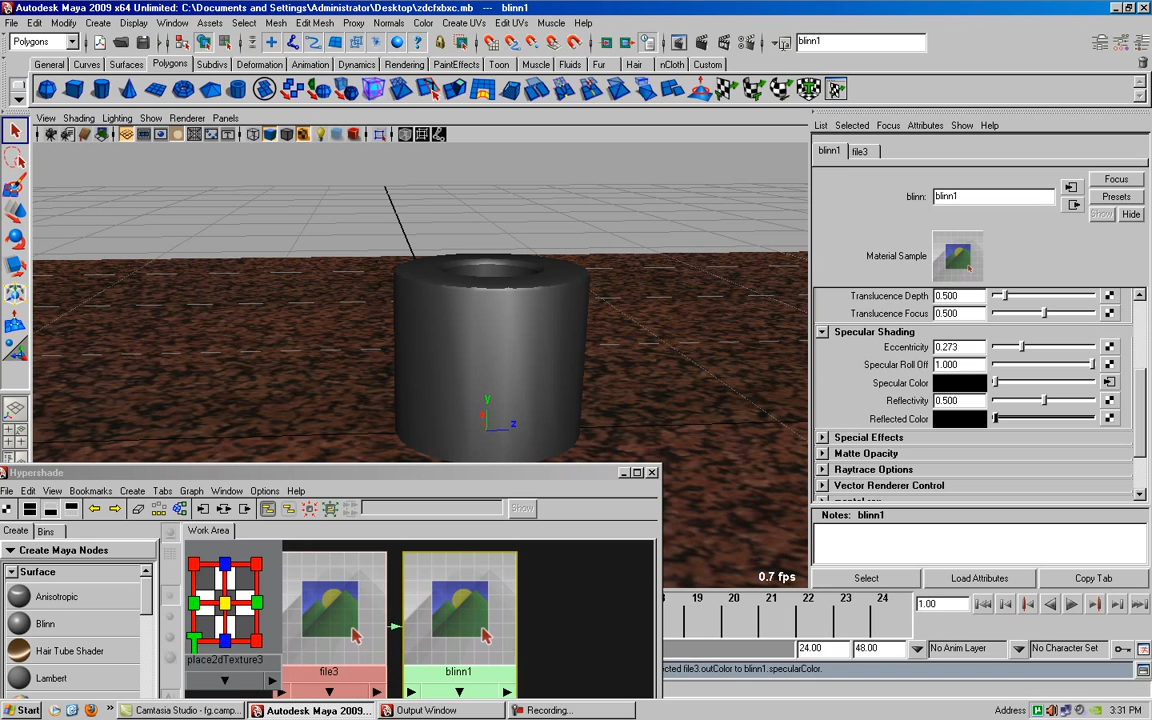 Autodesk Maya 2009 x64 Unlimited: C:\Documents and Settings\Administrator\Desktop\zdcfxbxc.mb --- blinn1
File Edit Modify Create Display Window Assets Select Mesh Edit Mesh Proxy Normals Color Create UVs Edit UVs Muscle Help
Polygons
blinn1
General Curves Surfaces Polygons Subdivs Deformation Animation Dynamics Rendering PaintEffects Toon Muscle Fluids Fur Hair nCloth Custom
View Shading Lighting Show Renderer Panels
List Selected Focus Attributes Show Help
blinn1 file3
blinn: blinn1
Focus
Presets
Show Hide
Material Sample
Translucence Depth 0.500
Translucence Focus 0.500
Specular Shading
Eccentricity 0.273
Specular Roll Off 1.000
Specular Color
Reflectivity 0.500
Reflected Color
Special Effects
Matte Opacity
Raytrace Options
Vector Renderer Control
Notes: blinn1
Select Load Attributes Copy Tab
y
z
0.7 fps
Hypershade
File Edit View Bookmarks Create Tabs Graph Window Options Help
Show
Create Bins
Work Area
Create Maya Nodes
Surface
Anisotropic
Blinn
Hair Tube Shader
Lambert
place2dTexture3
file3
blinn1
19 20 21 22 23 24
1.00
24.00 48.00 No Anim Layer No Character Set
ected file3.outColor to blinn1.specularColor.
Start Camtasia Studio - fg.camp... Autodesk Maya 2009... Output Window Recording... Address 3:31 PM